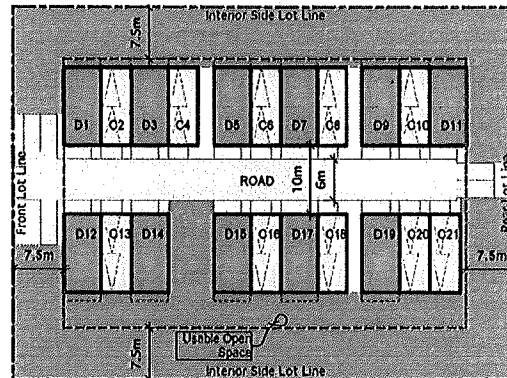 Interior Side Lot Line
7.5m
D1 C2 D3 C4 D5 C6 D7 C8 D9 C10 D11
Front Lot Line
ROAD
10m
6m
Rear Lot Line
D12 C13 D14 D15 C16 D17 C18 D19 C20 C21
7.5m
7.5m
Usable Open
Space
7.5m
Interior Side Lot Line